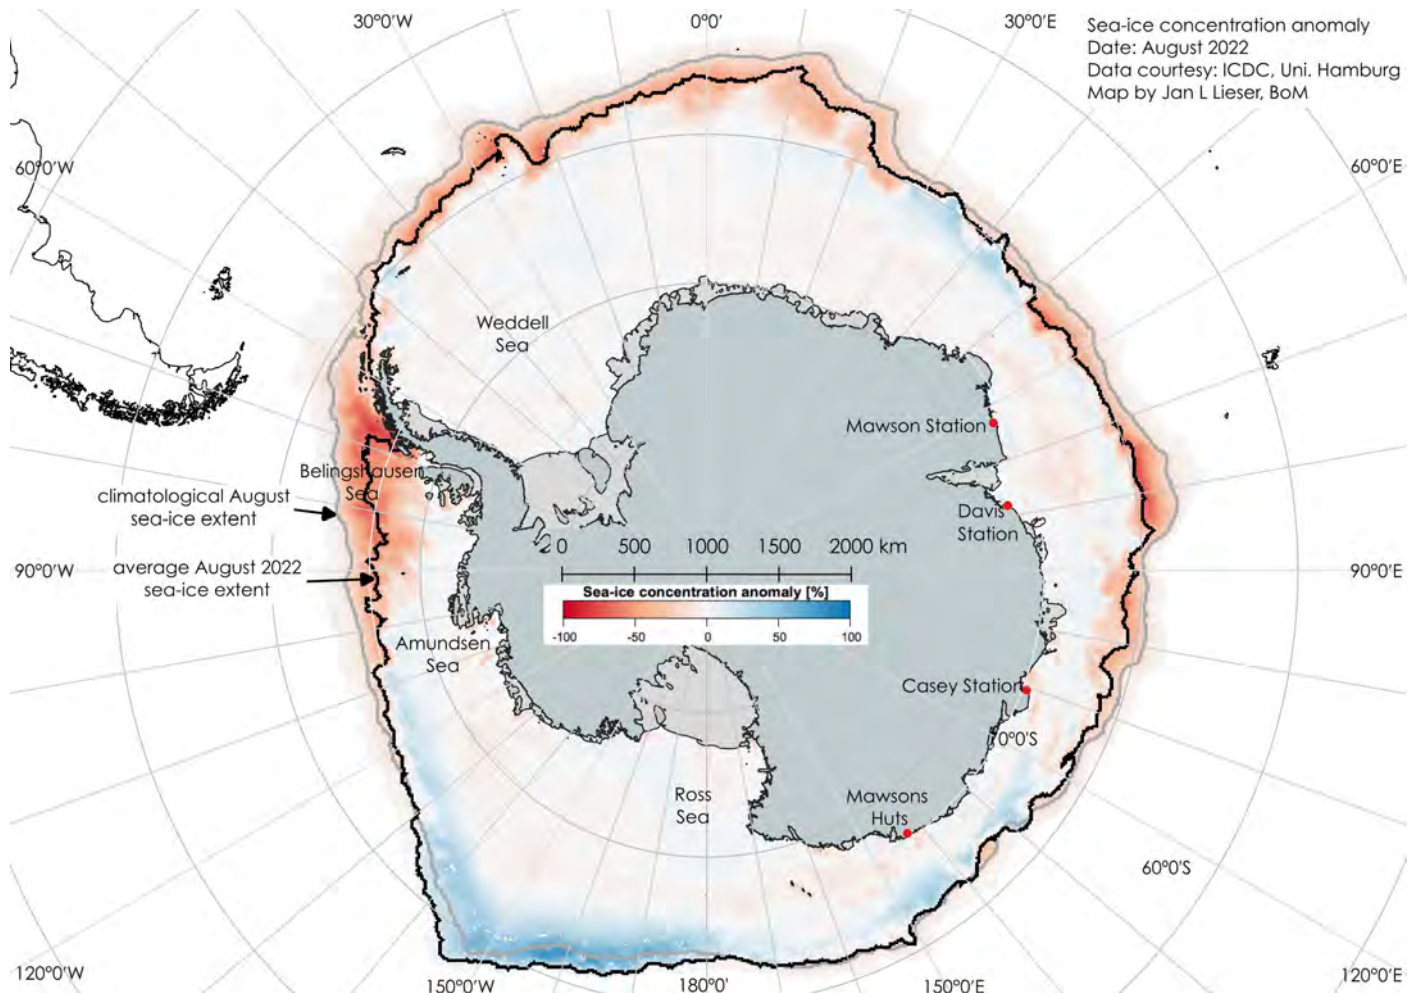 30°0'W
0°0'
30°0'E
Sea-ice concentration anomaly
Date: August 2022
Data courtesy: ICDC, Uni. Hamburg
Map by Jan L Lieser, BoM
60°0'W
60°0'E
Weddell
Sea
Mawson Station
Belingshausen
Sea
climatological August
sea-ice extent
Davis
Station
0 500 1000 1500 2000 km
90°0'W
average August 2022
sea-ice extent
90°0'E
Sea-ice concentration anomaly [%]
-100 -50 0 50 100
Amundsen
Sea
Casey Station
70°0'S
Ross
Sea
Mawsons
Huts
60°0'S
120°0'W
150°0'W
180°0'
150°0'E
120°0'E